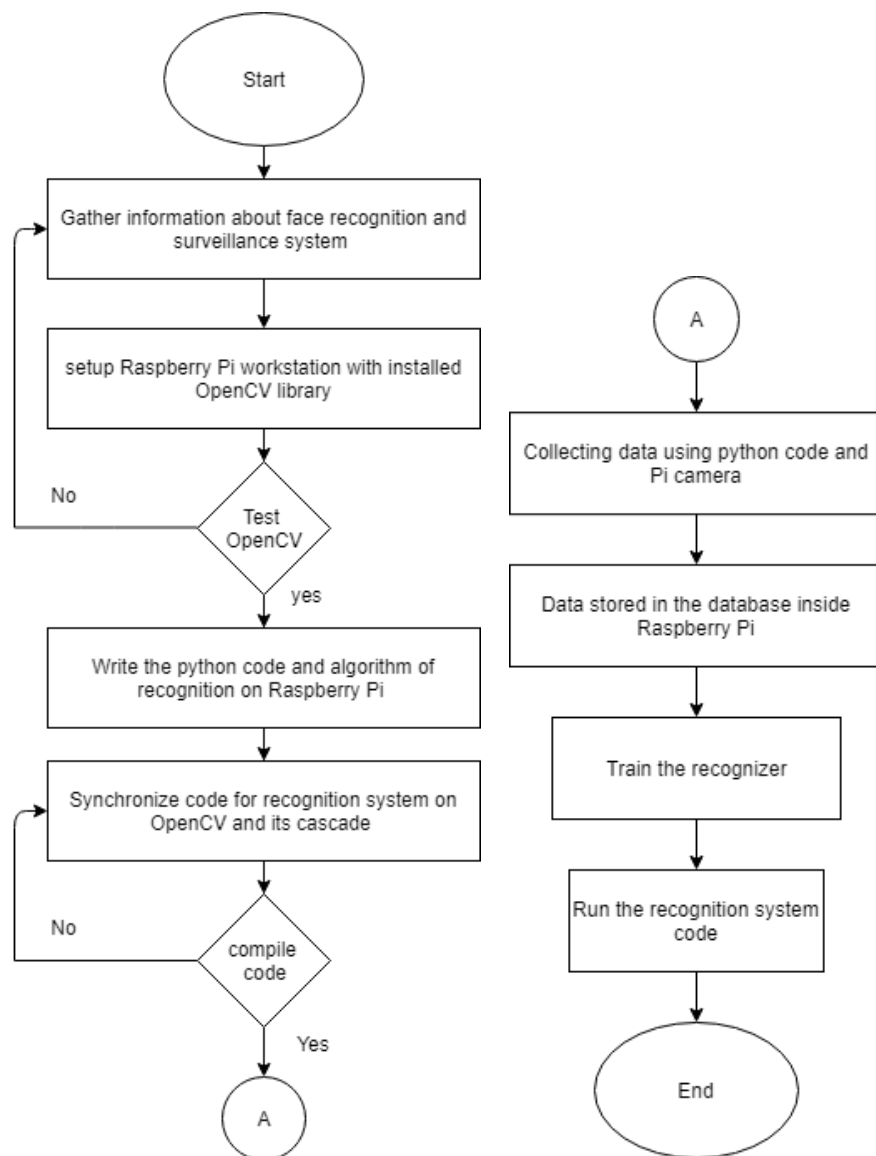 Start
Gather information about face recognition and
surveillance system
setup Raspberry Pi workstation with installed
OpenCV library
No
Test
OpenCV
yes
Write the python code and algorithm of
recognition on Raspberry Pi
Synchronize code for recognition system on
OpenCV and its cascade
No
compile
code
Yes
A
A
Collecting data using python code and
Pi camera
Data stored in the database inside
Raspberry Pi
Train the recognizer
Run the recognition system
code
End